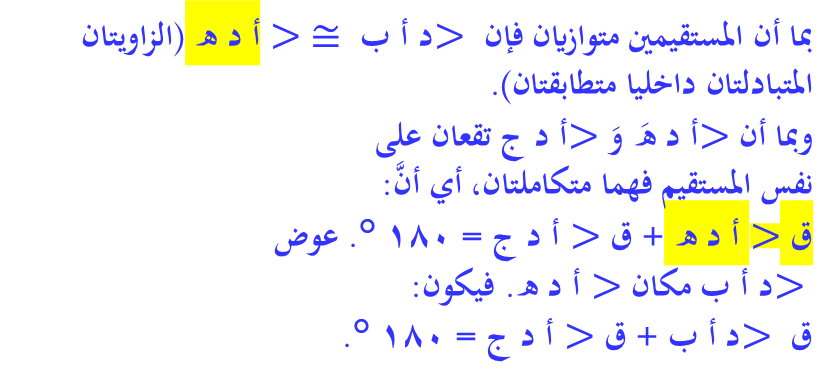 بما أن المستقيمين متوازيان فإن >د أ ب ≅ > أ د هـ (الزاويتان
المتبادلتان داخليا متطابقتان).
وبما أن >أ د هَـ وَ >أ د ج تقعان على
نفس المستقيم فهما متكاملتان، أي أنَّ:
ق > أ د هـ + ق > أ د ج = ١٨٠ °. عوض
>د أ ب مكان > أ د هـ. فيكون:
ق >د أ ب + ق > أ د ج = ١٨٠ °.